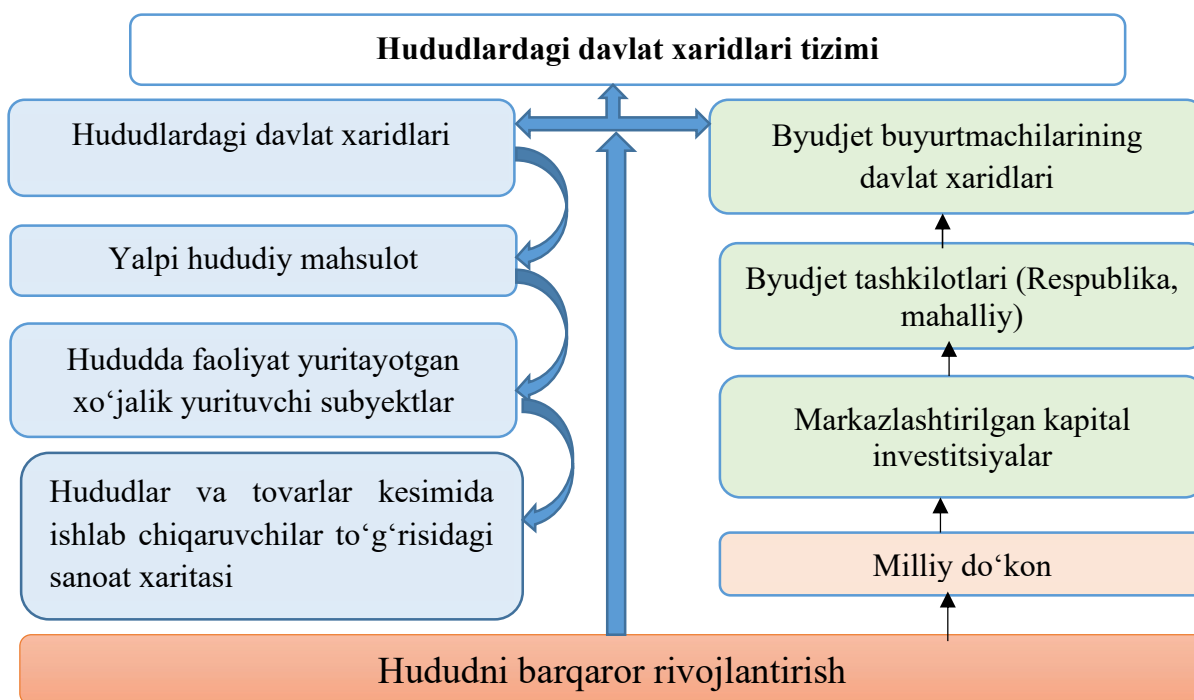 Hududlardagi davlat xaridlari tizimi
Hududlardagi davlat xaridlari
Yalpi hududiy mahsulot
Hududda faoliyat yuritayotgan
xo‘jalik yurituvchi subyektlar
Hududlar va tovarlar kesimida
ishlab chiqaruvchilar to‘g‘risidagi
sanoat xaritasi
Byudjet buyurtmachilarining
davlat xaridlari
Byudjet tashkilotlari (Respublika,
mahalliy)
Markazlashtirilgan kapital
investitsiyalar
Milliy do‘kon
Hududni barqaror rivojlantirish